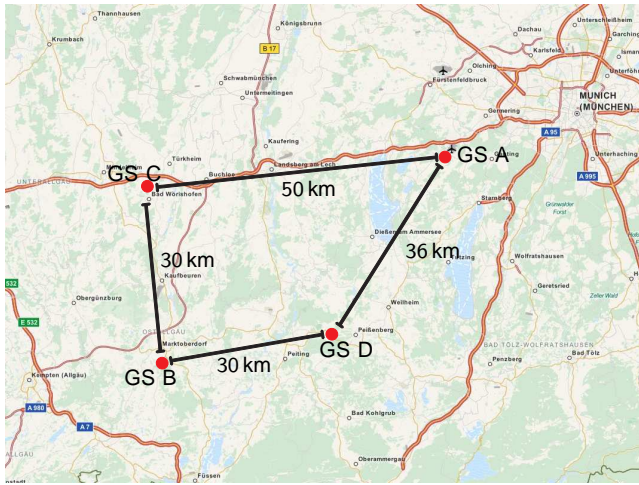 Thannhausen
Dachau
Unterschleißheim
Krumbach
Königsbrunn
Garching
B 17
Karlsfeld
Olching
Fürstenfeldbruck
Schwabmünchen
Untermeitingen
MUNICH
(MÜNCHEN)
Germering
A 95
Kaufering
Türkheim
GS A
Unterhaching
Landsberg am Lech
Buchloe
GS C
A 995
UNTERALLGÄU
50 km
Bad Wörishofen
Starnberg
Grünwalder
Forst
Dießen am Ammersee
36 km
30 km
Wolfratshausen
Kaufbeuren
532
Geretsried
Obergünzburg
Weilheim
Zeller Wald
E 532
OSTALLGÄU
Peißenberg
GS D
Marktoberdorf
BAD TÖLZ-WOLFRATSHAUSEN
Peiting
30 km
Penzberg
Bad Tölz
GS B
Kempten (Allgäu)
A 980
A 7
Bad Kohlgrub
Oberammergau
Füssen